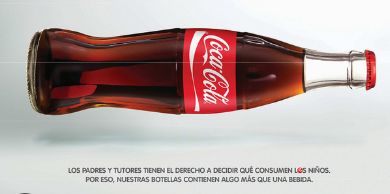 Coca-Cola
LOS PADRES Y TUTORES TIENEN EL DERECHO A DECIDIR QUÉ CONSUMEN LOS NIÑOS.
POR ESO, NUESTRAS BOTELLAS CONTIENEN ALGO MÁS QUE UNA BEBIDA.